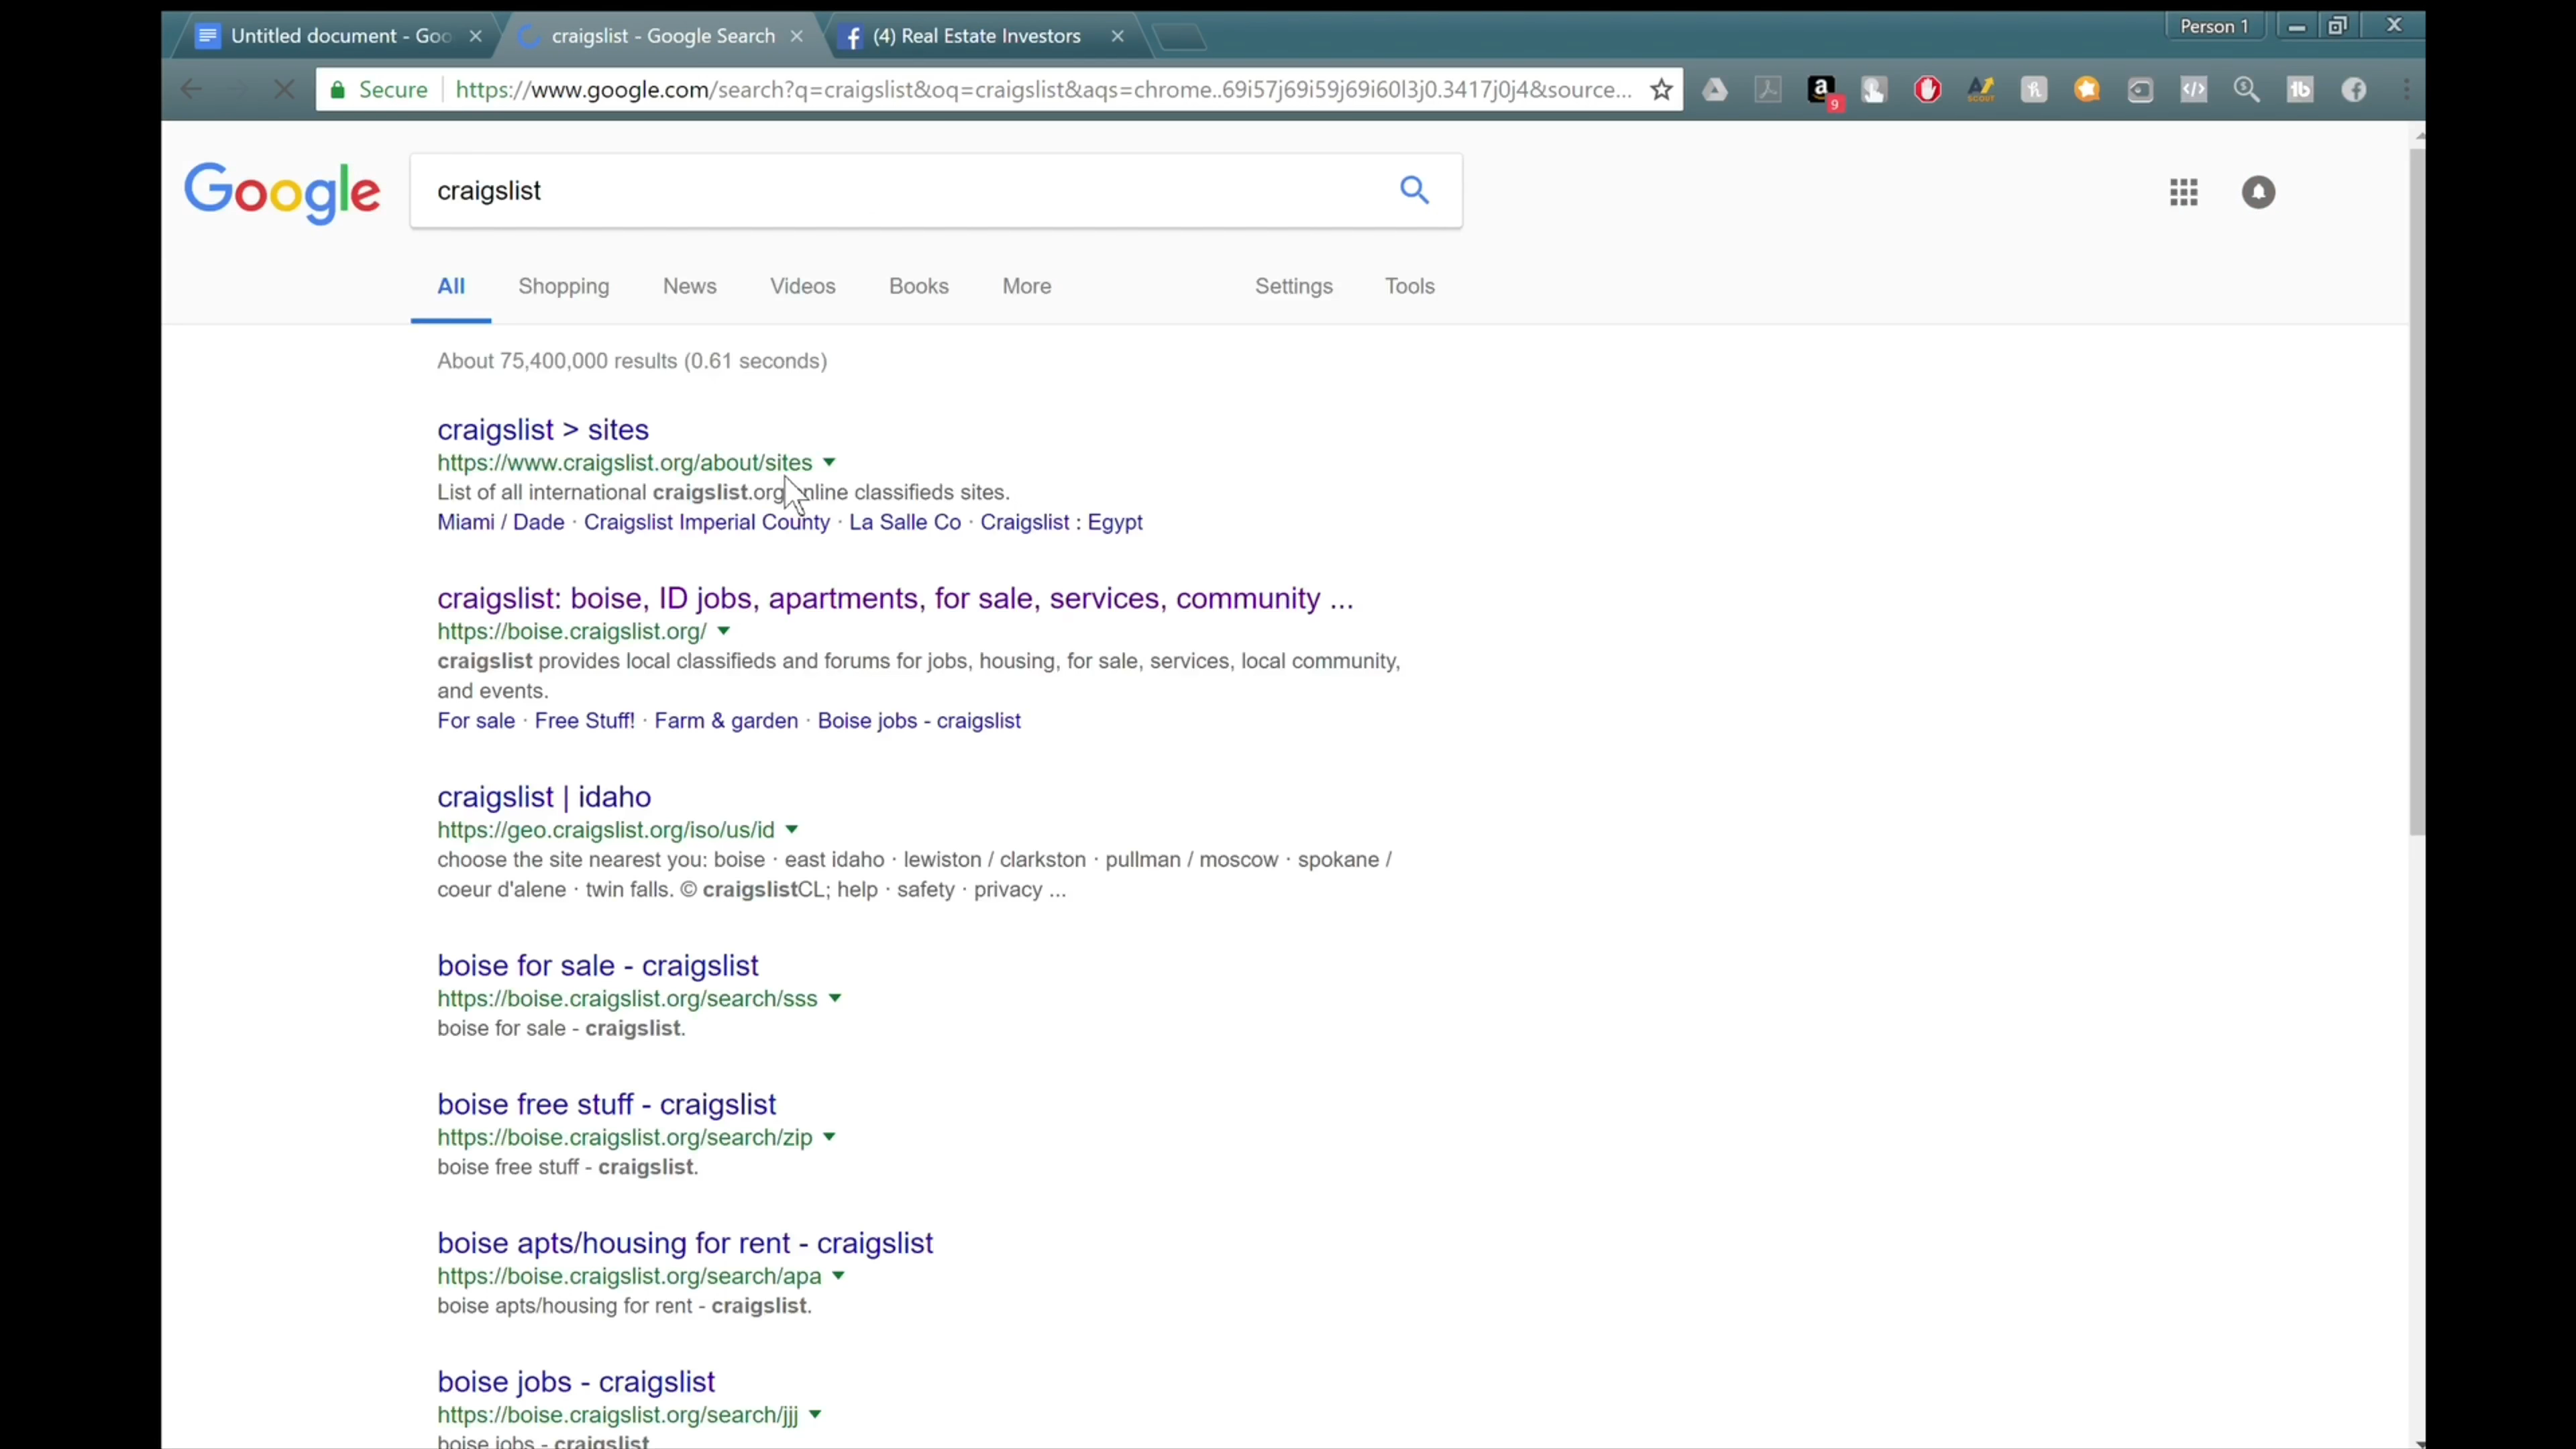 Untitled document - Goo
craigslist - Google Search
(4) Real Estate Investors
Person 1
Secure
https://www.google.com/search?q=craigslist&oq=craigslist&aqs=chrome..69i57j69i59j69i60l3j0.3417j0j4&source...
9
Google
craigslist
All Shopping News Videos Books More Settings Tools
About 75,400,000 results (0.61 seconds)
craigslist > sites
https://www.craigslist.org/about/sites
List of all international craigslist.org online classifieds sites.
Miami / Dade · Craigslist Imperial County · La Salle Co · Craigslist : Egypt
craigslist: boise, ID jobs, apartments, for sale, services, community ...
https://boise.craigslist.org/
craigslist provides local classifieds and forums for jobs, housing, for sale, services, local community,
and events.
For sale · Free Stuff! · Farm & garden · Boise jobs - craigslist
craigslist | idaho
https://geo.craigslist.org/iso/us/id
choose the site nearest you: boise · east idaho · lewiston / clarkston · pullman / moscow · spokane /
coeur d'alene · twin falls. © craigslistCL; help · safety · privacy ...
boise for sale - craigslist
https://boise.craigslist.org/search/sss
boise for sale - craigslist.
boise free stuff - craigslist
https://boise.craigslist.org/search/zip
boise free stuff - craigslist.
boise apts/housing for rent - craigslist
https://boise.craigslist.org/search/apa
boise apts/housing for rent - craigslist.
boise jobs - craigslist
https://boise.craigslist.org/search/jjj
boise jobs - craigslist